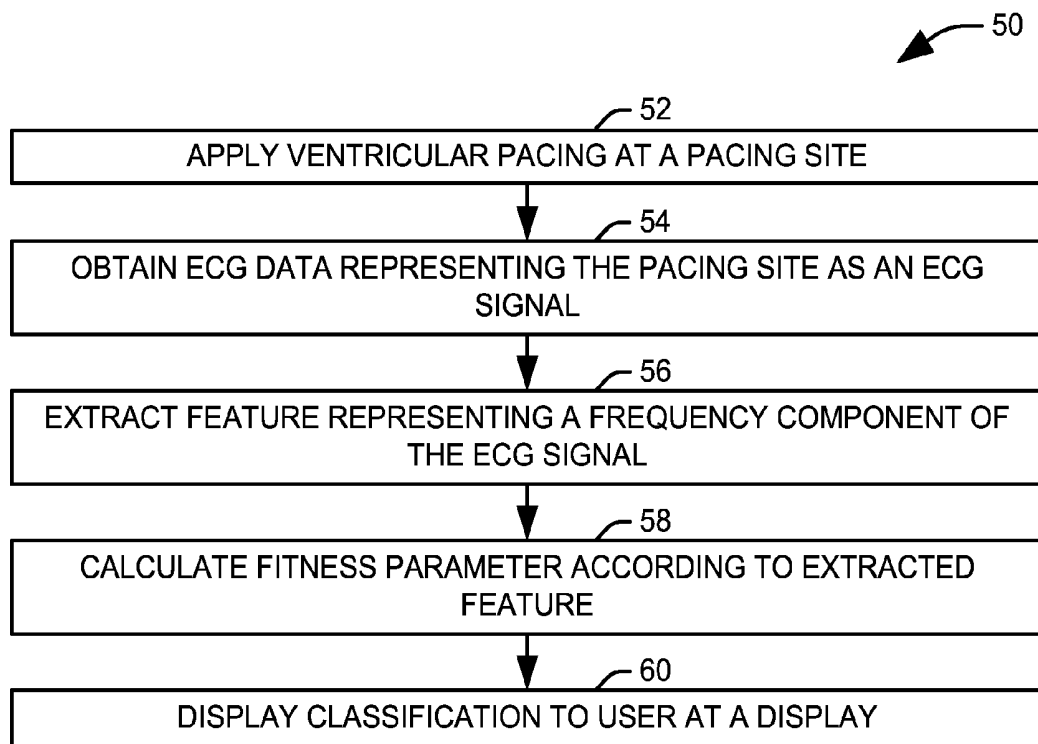 50
52
APPLY VENTRICULAR PACING AT A PACING SITE
54
OBTAIN ECG DATA REPRESENTING THE PACING SITE AS AN ECG
SIGNAL
56
EXTRACT FEATURE REPRESENTING A FREQUENCY COMPONENT OF
THE ECG SIGNAL
58
CALCULATE FITNESS PARAMETER ACCORDING TO EXTRACTED
FEATURE
60
DISPLAY CLASSIFICATION TO USER AT A DISPLAY